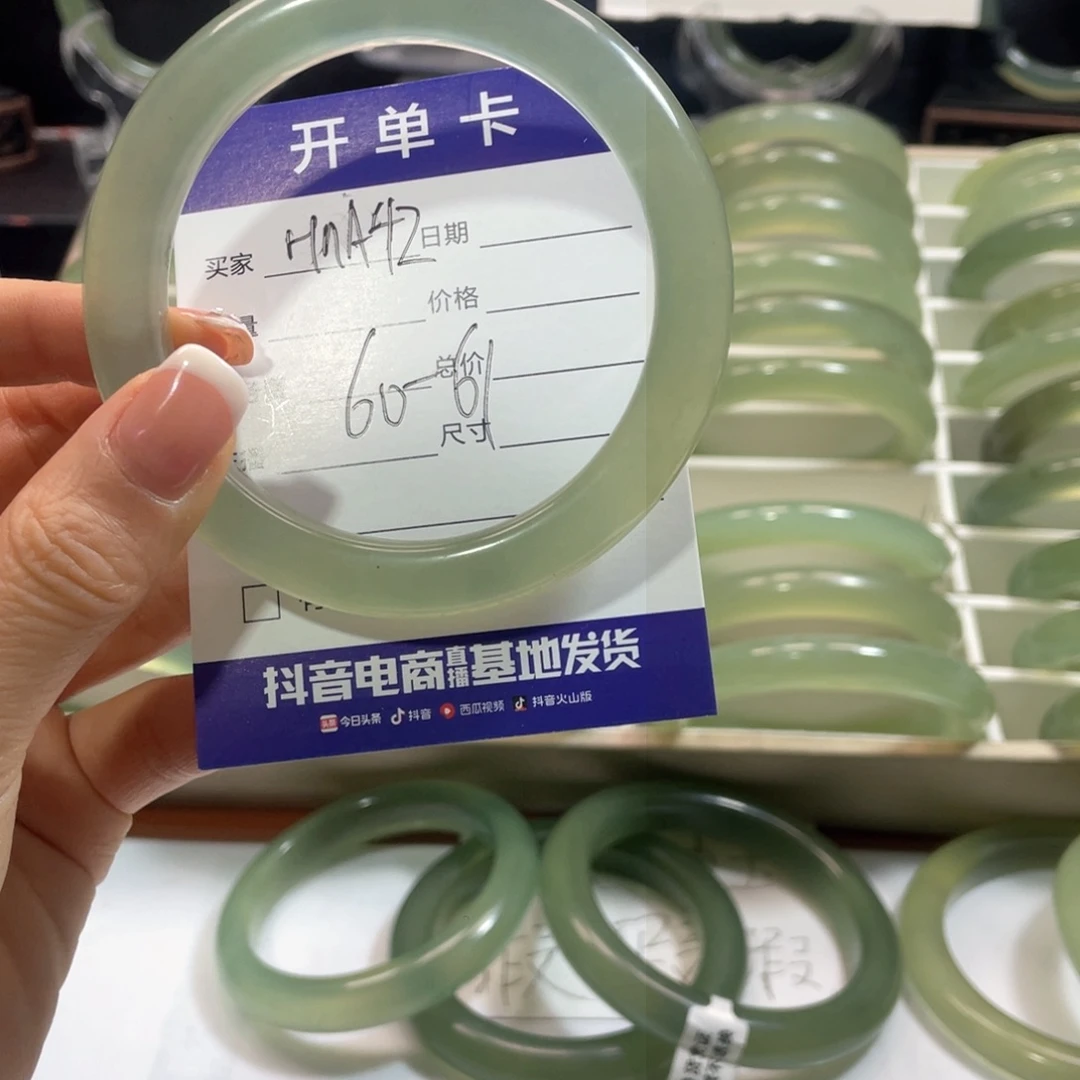 开单卡
买家 HMA42 日期
量 价格
60-61 总价
尺寸
抖音电商直播基地发货
今日头条 抖音 西瓜视频 抖音火山版